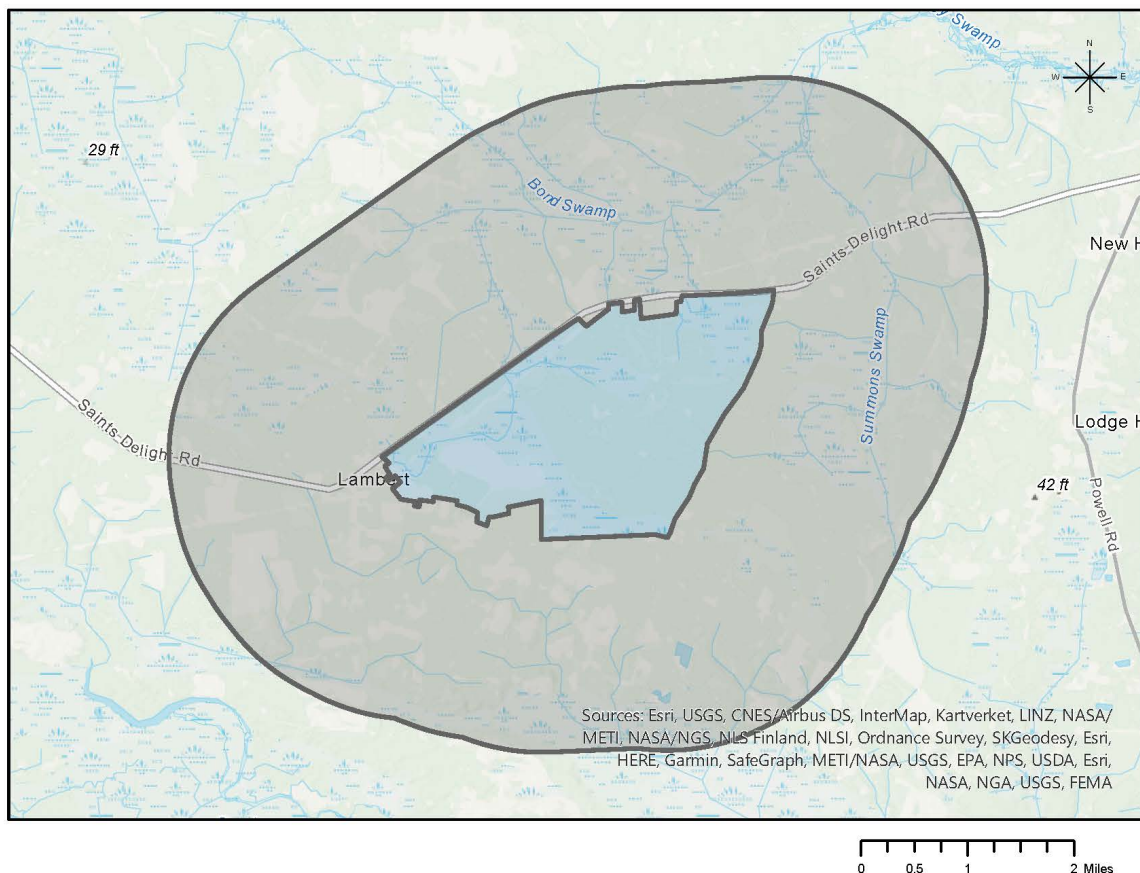 Swamp
N
W E
S
29 ft
Bond Swamp
Saints-Delight-Rd
New H
Summons Swamp
Saints-Delight-Rd
Lodge H
Lambert
42 ft
Powell-Rd
Sources: Esri, USGS, CNES/Airbus DS, InterMap, Kartverket, LINZ, NASA/
METI, NASA/NGS, NLS Finland, NLSI, Ordnance Survey, SKGeodesy, Esri,
HERE, Garmin, SafeGraph, METI/NASA, USGS, EPA, NPS, USDA, Esri,
NASA, NGA, USGS, FEMA
0 0.5 1 2 Miles